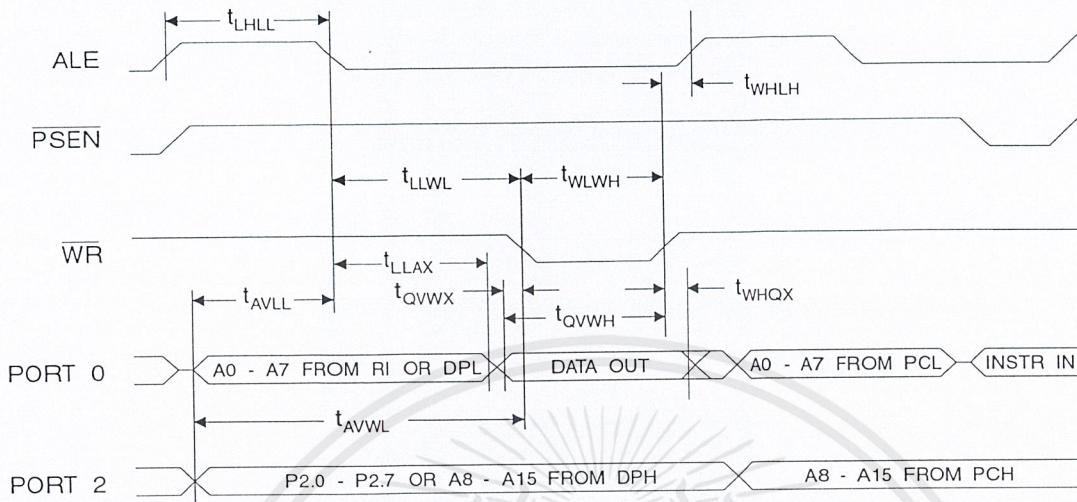 tLHLL
ALE
tWHLH
PSEN
tLLWL
tWLWH
WR
tLLAX
tQVWX
tWHQX
tAVLL
tQVWH
PORT 0
A0 - A7 FROM RI OR DPL
DATA OUT
A0 - A7 FROM PCL
INSTR IN
tAVWL
PORT 2
P2.0 - P2.7 OR A8 - A15 FROM DPH
A8 - A15 FROM PCH